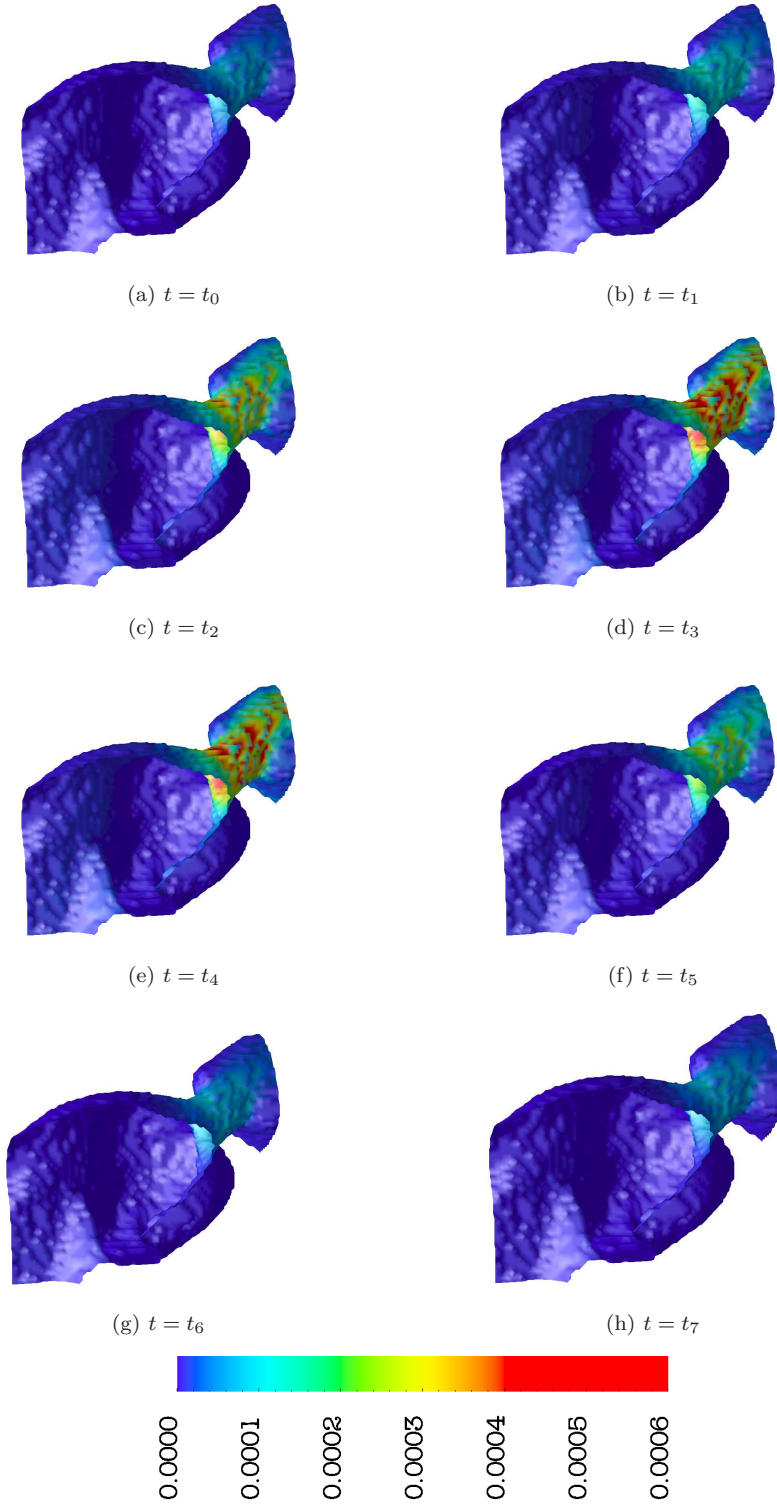 (a) t = t₀
(b) t = t₁
(c) t = t₂
(d) t = t₃
(e) t = t₄
(f) t = t₅
(g) t = t₆
(h) t = t₇
0.0000
0.0001
0.0002
0.0003
0.0004
0.0005
0.0006